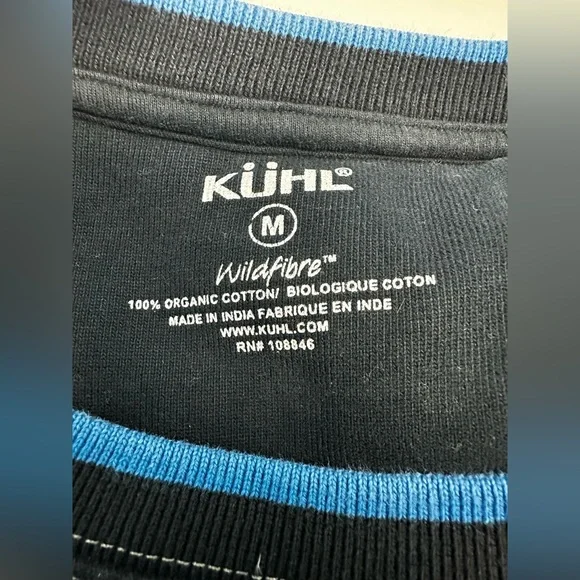 KÜHL®
M
Wildfibre™
100% ORGANIC COTTON/ BIOLOGIQUE COTON
MADE IN INDIA FABRIQUE EN INDE
WWW.KUHL.COM
RN# 108846